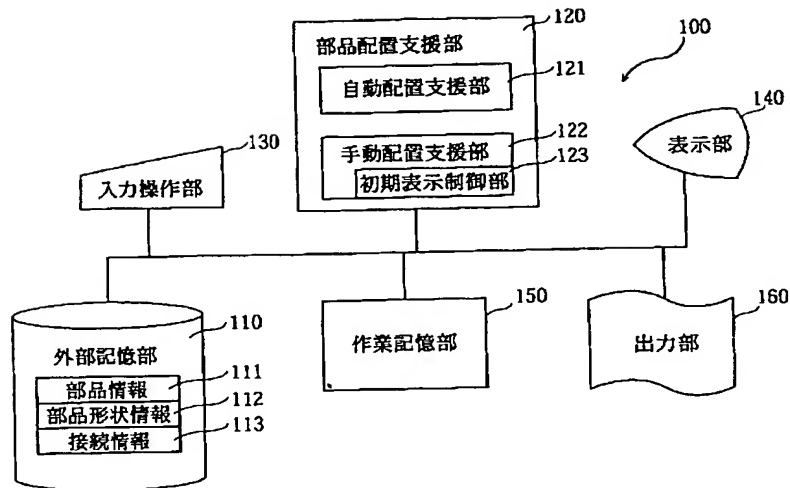 120
部品配置支援部
100
121
自動配置支援部
140
122
130
手動配置支援部
123
表示部
入力操作部
初期表示制御部
110
150
160
外部記憶部
作業記憶部
出力部
111
部品情報
112
部品形状情報
113
接続情報